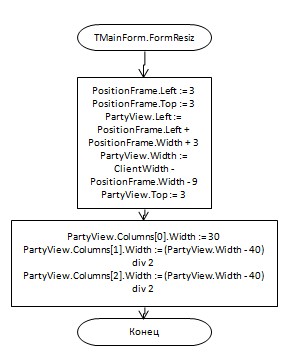 TMainForm.FormResiz
PositionFrame.Left := 3
PositionFrame.Top := 3
PartyView.Left :=
PositionFrame.Left +
PositionFrame.Width + 3
PartyView.Width :=
ClientWidth -
PositionFrame.Width - 9
PartyView.Top := 3
PartyView.Columns[0].Width := 30
PartyView.Columns[1].Width := (PartyView.Width - 40)
div 2
PartyView.Columns[2].Width := (PartyView.Width - 40)
div 2
Конец